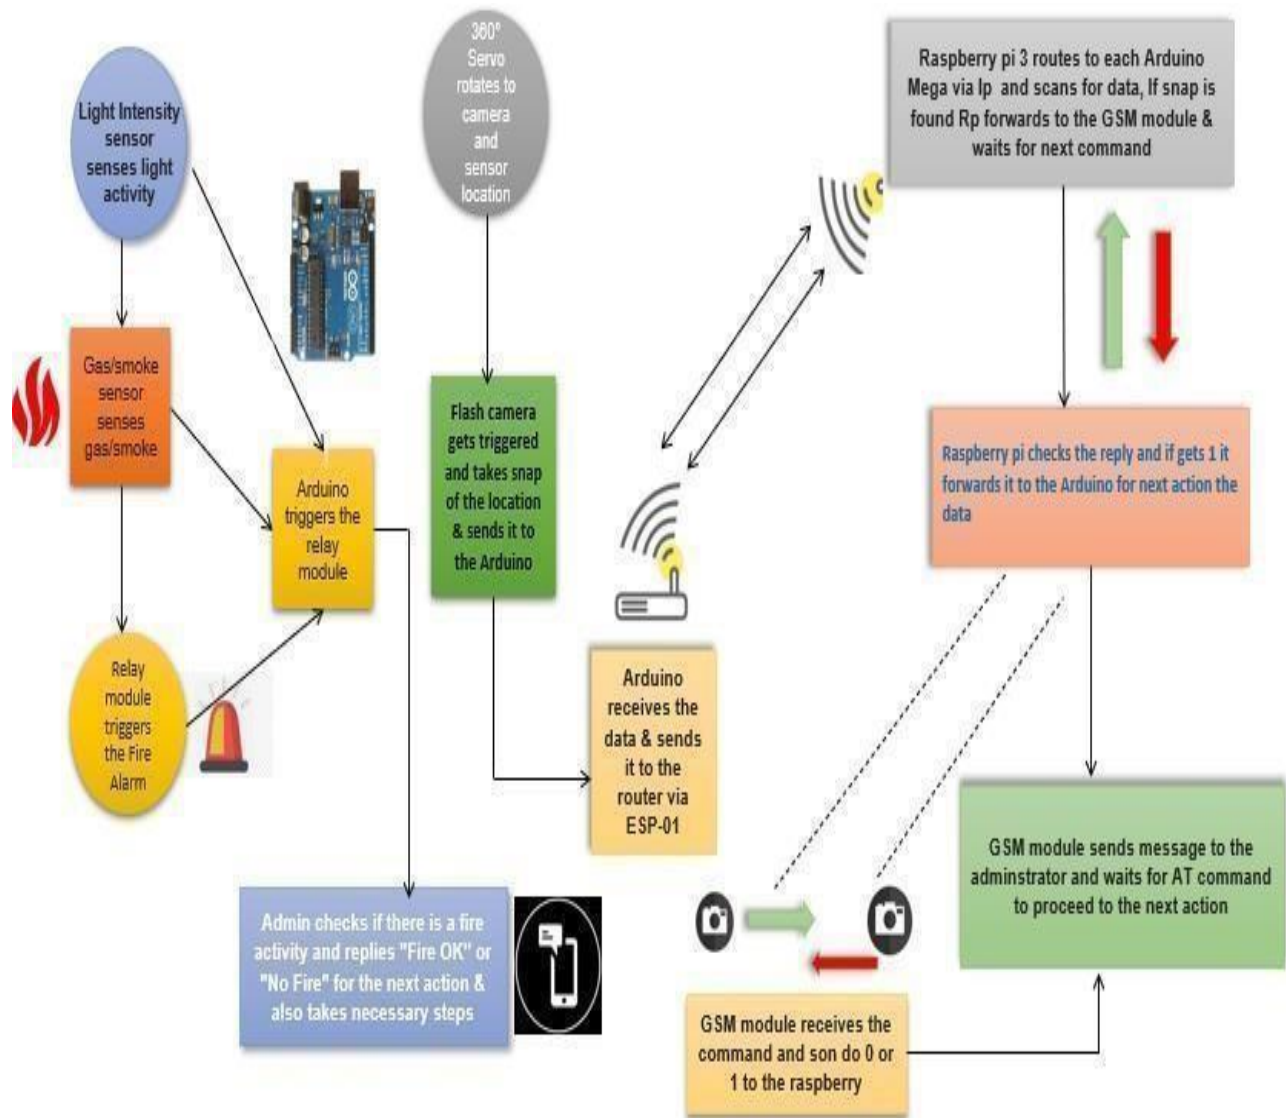 Light Intensity
sensor
senses light
activity
Gas/smoke
sensor
senses
gas/smoke
Relay
module
triggers
the Fire
Alarm
Arduino
triggers the
relay
module
360°
Servo
rotates to
camera
and
sensor
location
Flash camera
gets triggered
and takes snap
of the location
& sends it to
the Arduino
Arduino
receives the
data & sends
it to the
router via
ESP-01
Admin checks if there is a fire
activity and replies "Fire OK" or
"No Fire" for the next action &
also takes necessary steps
Raspberry pi 3 routes to each Arduino
Mega via Ip and scans for data, If snap is
found Rp forwards to the GSM module &
waits for next command
Raspberry pi checks the reply and if gets 1 it
forwards it to the Arduino for next action the
data
GSM module sends message to the
adminstrator and waits for AT command
to proceed to the next action
GSM module receives the
command and son do 0 or
1 to the raspberry